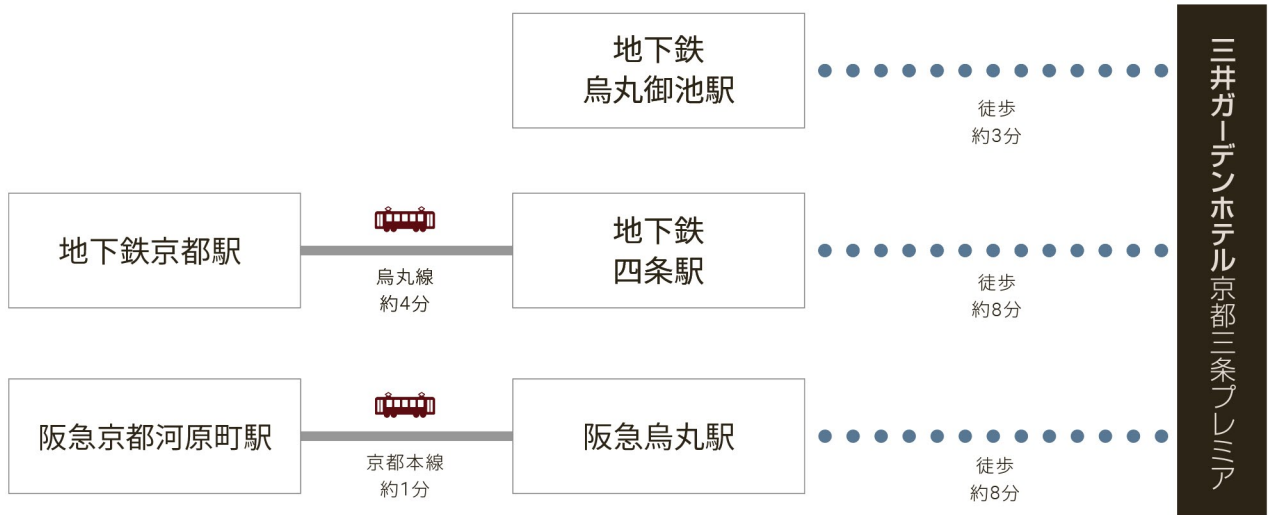 地下鉄
烏丸御池駅
徒歩
約3分
地下鉄京都駅
烏丸線
約4分
地下鉄
四条駅
徒歩
約8分
阪急京都河原町駅
京都本線
約1分
阪急烏丸駅
徒歩
約8分
三井ガーデンホテル京都三条プレミア